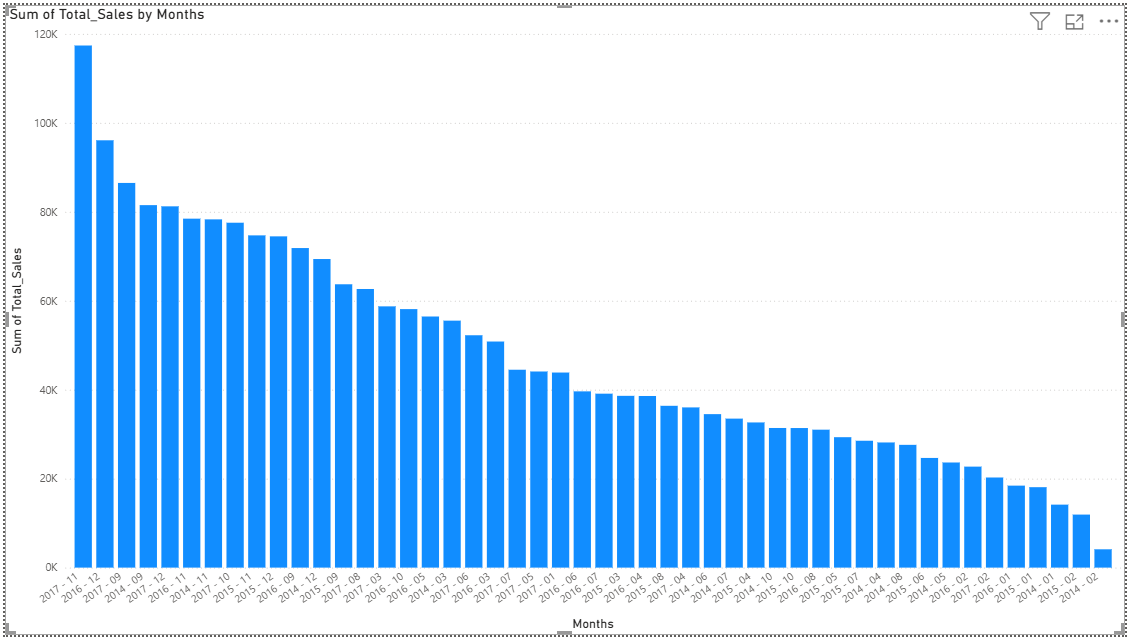 Sum of Total_Sales by Months
120K
100K
80K
60K
40K
20K
0K
Sum of Total_Sales
2017 - 11
2016 - 12
2017 - 09
2014 - 09
2017 - 12
2016 - 11
2014 - 11
2017 - 10
2015 - 11
2015 - 12
2016 - 09
2014 - 12
2015 - 09
2017 - 08
2017 - 03
2016 - 10
2016 - 05
2014 - 03
2017 - 06
2016 - 03
2017 - 07
2017 - 05
2017 - 01
2016 - 06
2016 - 07
2015 - 03
2016 - 04
2015 - 08
2017 - 04
2014 - 06
2014 - 07
2015 - 04
2014 - 10
2015 - 10
2016 - 08
2015 - 05
2015 - 07
2014 - 04
2014 - 08
2015 - 06
2014 - 05
2016 - 02
2017 - 02
2016 - 01
2015 - 01
2014 - 01
2015 - 02
2014 - 02
Months